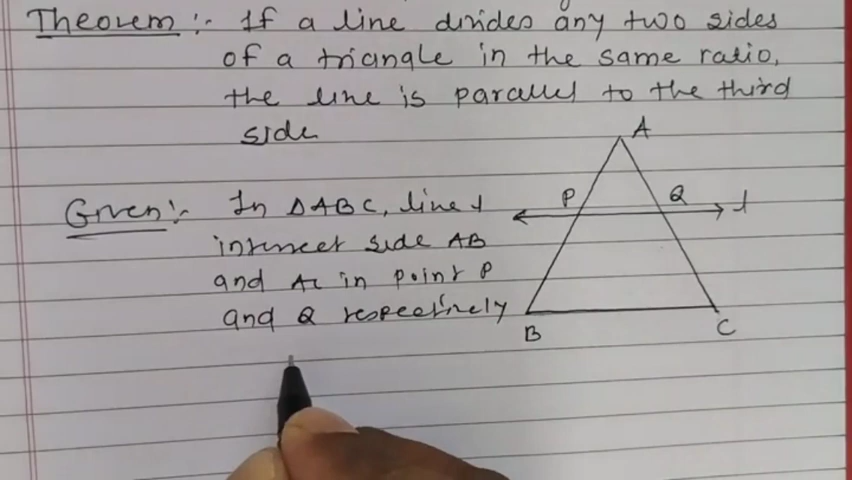 Theorem :- If a line divides any two sides
of a triangle in the same ratio,
the line is parallel to the third
side
A
P
Q
l
Given :- In ΔABC, line l
intersect side AB
and AC in point P
and Q respectively
B
C